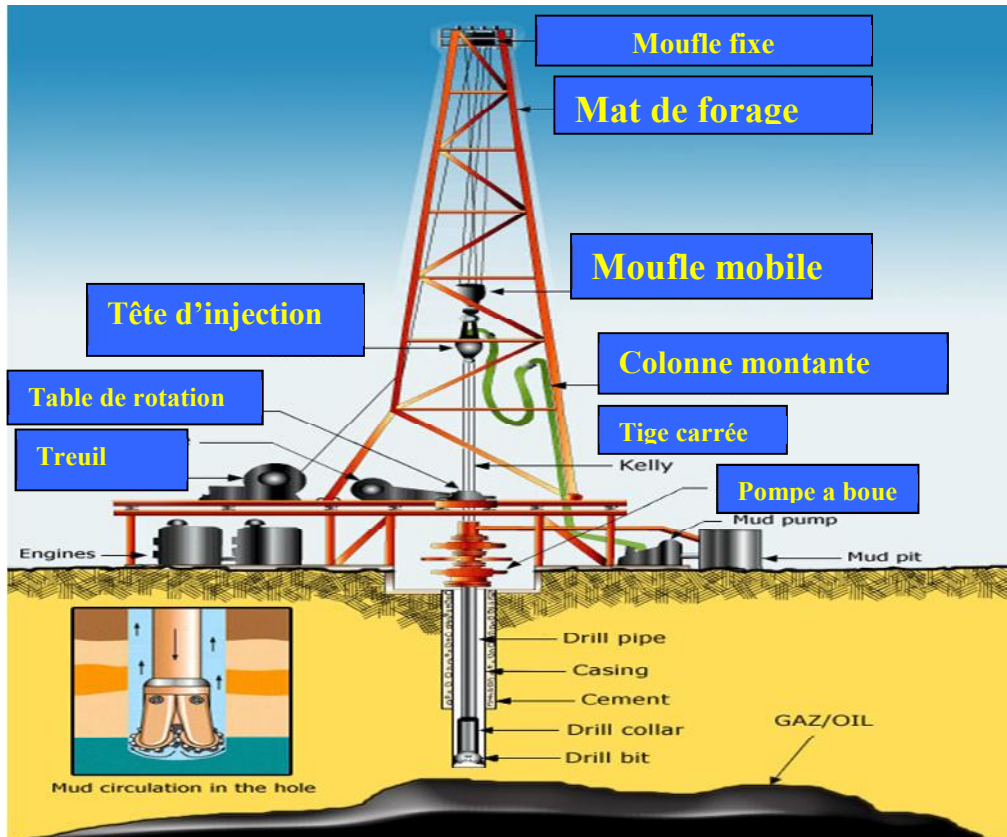 Moufle fixe
Mat de forage
Moufle mobile
Tête d’injection
Colonne montante
Table de rotation
Tige carrée
Treuil
Kelly
Pompe a boue
Mud pump
Engines
Mud pit
Drill pipe
Casing
Cement
Drill collar
GAZ/OIL
Drill bit
Mud circulation in the hole